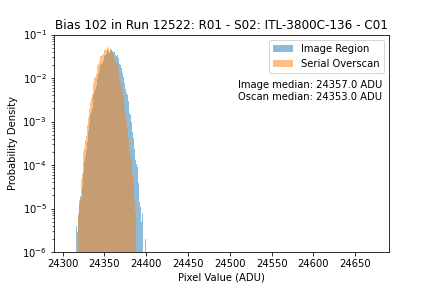 Bias 102 in Run 12522: R01 - S02: ITL-3800C-136 - C01
Image Region
Serial Overscan
Image median: 24357.0 ADU
Oscan median: 24353.0 ADU
Probability Density
10⁻¹
10⁻²
10⁻³
10⁻⁴
10⁻⁵
10⁻⁶
24300 24350 24400 24450 24500 24550 24600 24650
Pixel Value (ADU)